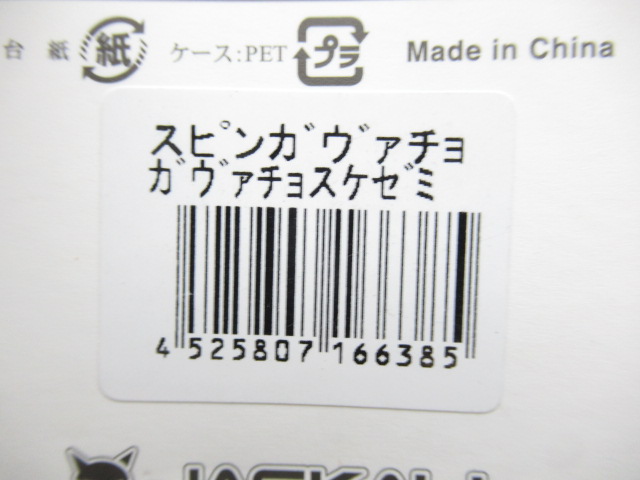 台 紙 紙 ケース:PET プラ Made in China
スピンガヴァチョ
ガヴァチョスケゼミ
4 525807 166385